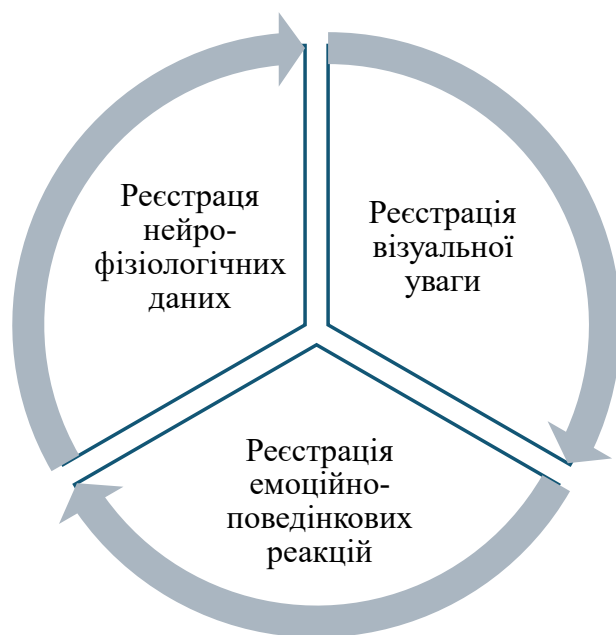 Реєстраця
нейро-
фізіологічних
даних
Реєстрація
візуальної
уваги
Реєстрація
емоційно-
поведінкових
реакцій